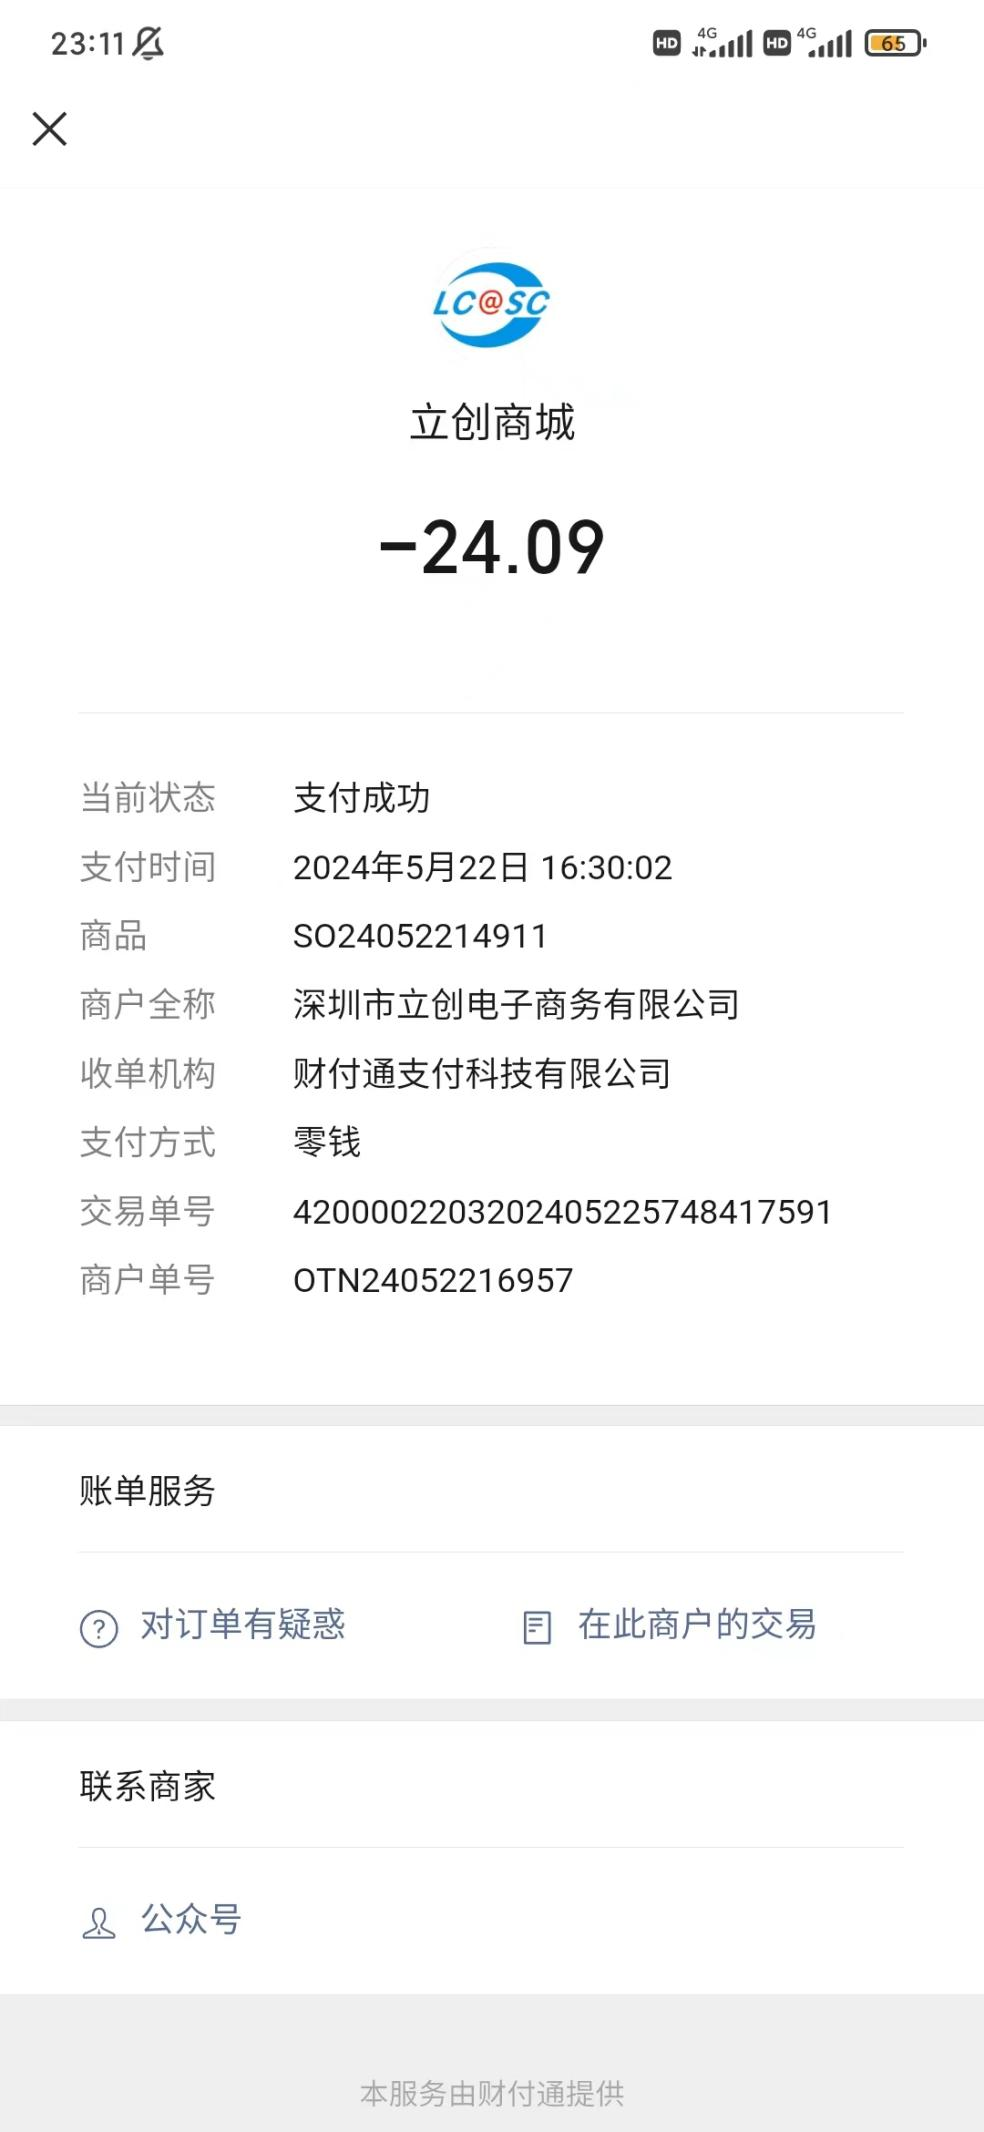 23:11 HD 4G HD 4G 65
LC@SC
立创商城
-24.09
当前状态 支付成功
支付时间 2024年5月22日 16:30:02
商品 SO24052214911
商户全称 深圳市立创电子商务有限公司
收单机构 财付通支付科技有限公司
支付方式 零钱
交易单号 4200002203202405225748417591
商户单号 OTN24052216957
账单服务
对订单有疑惑 在此商户的交易
联系商家
公众号
本服务由财付通提供